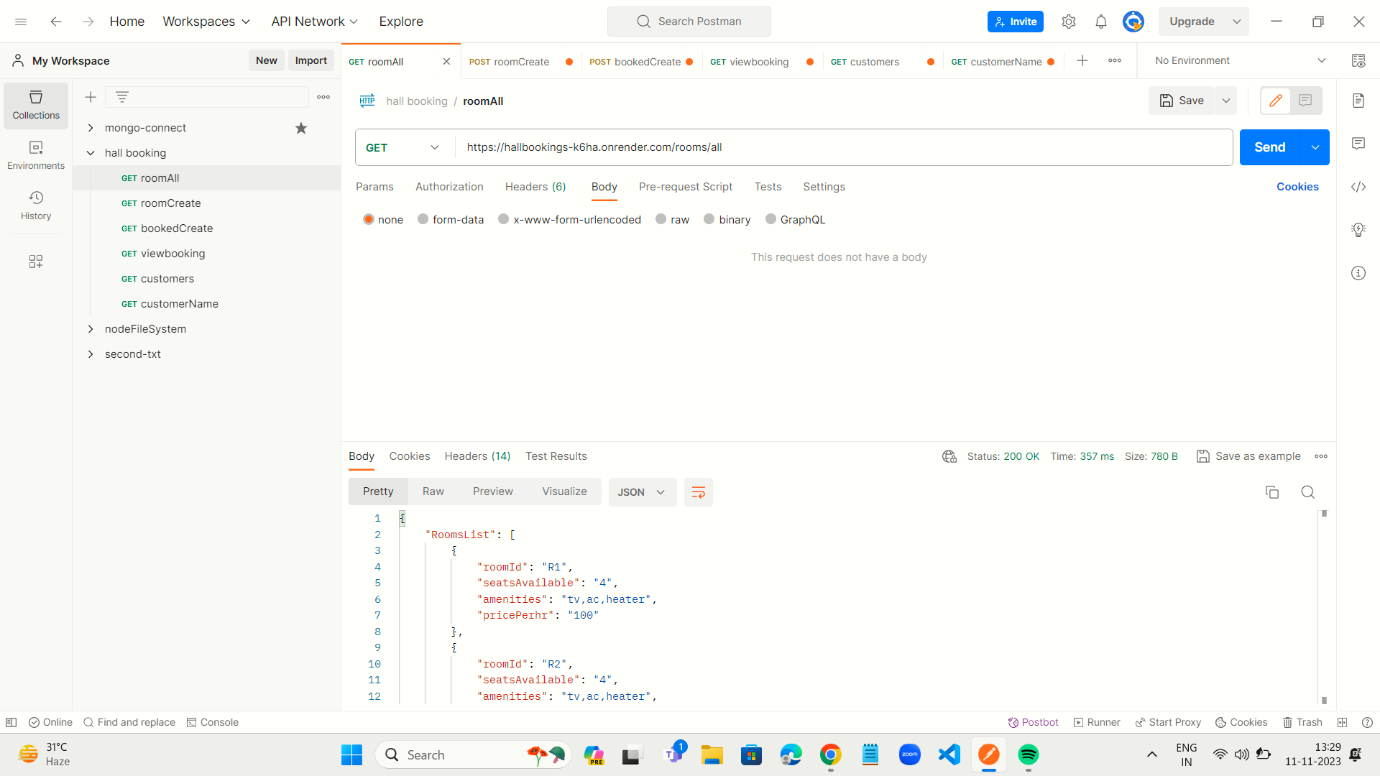 Home Workspaces API Network Explore Search Postman Invite Upgrade
My Workspace New Import GET roomAll POST roomCreate POST bookedCreate GET viewbooking GET customers GET customerName No Environment
Collections
Environments
History
mongo-connect
hall booking
GET roomAll
GET roomCreate
GET bookedCreate
GET viewbooking
GET customers
GET customerName
nodeFileSystem
second-txt
HTTP hall booking / roomAll Save
GET https://hallbookings-k6ha.onrender.com/rooms/all Send
Params Authorization Headers (6) Body Pre-request Script Tests Settings Cookies
none form-data x-www-form-urlencoded raw binary GraphQL
This request does not have a body
Body Cookies Headers (14) Test Results Status: 200 OK Time: 357 ms Size: 780 B Save as example
Pretty Raw Preview Visualize JSON
1 {
2 "RoomsList": [
3 {
4 "roomId": "R1",
5 "seatsAvailable": "4",
6 "amenities": "tv,ac,heater",
7 "pricePerhr": "100"
8 },
9 {
10 "roomId": "R2",
11 "seatsAvailable": "4",
12 "amenities": "tv,ac,heater",
Online Find and replace Console Postbot Runner Start Proxy Cookies Trash
31°C
Haze
Search
PRE
1
zoom
ENG
IN
13:29
11-11-2023